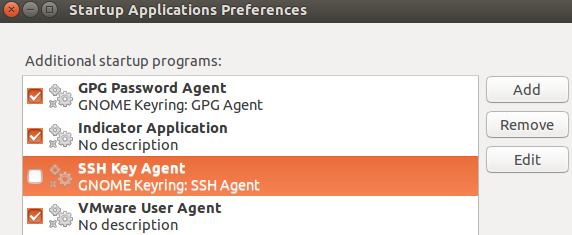 Startup Applications Preferences
Additional startup programs:
GPG Password Agent
GNOME Keyring: GPG Agent
Indicator Application
No description
SSH Key Agent
GNOME Keyring: SSH Agent
VMware User Agent
No description
Add
Remove
Edit